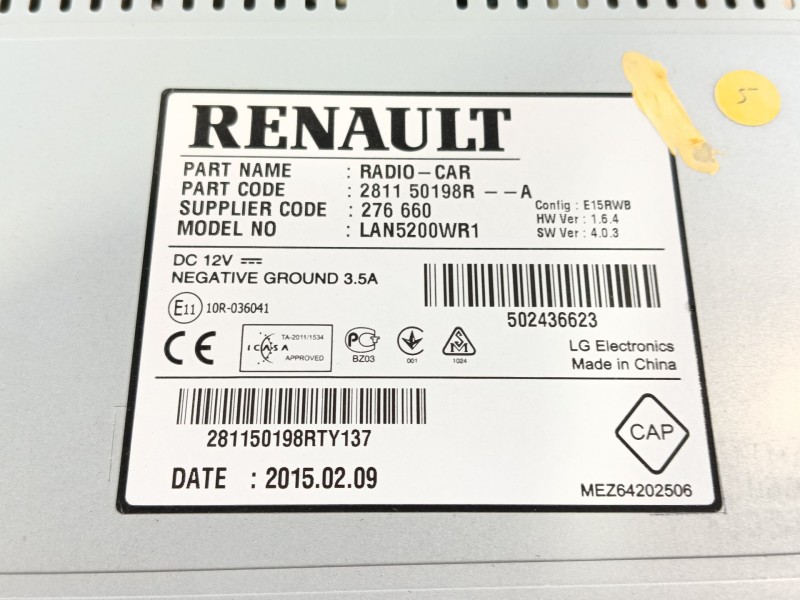 5
RENAULT
PART NAME : RADIO-CAR
PART CODE : 2811 50198R --A
SUPPLIER CODE : 276 660
MODEL NO : LAN5200WR1
Config : E15RWB
HW Ver : 1.6.4
SW Ver : 4.0.3
DC 12V
NEGATIVE GROUND 3.5A
E11 10R-036041
502436623
CE
ICASA
TA-2011/1534
APPROVED
PG
BZ03
001
SM
1024
LG Electronics
Made in China
281150198RTY137
CAP
DATE : 2015.02.09
MEZ64202506